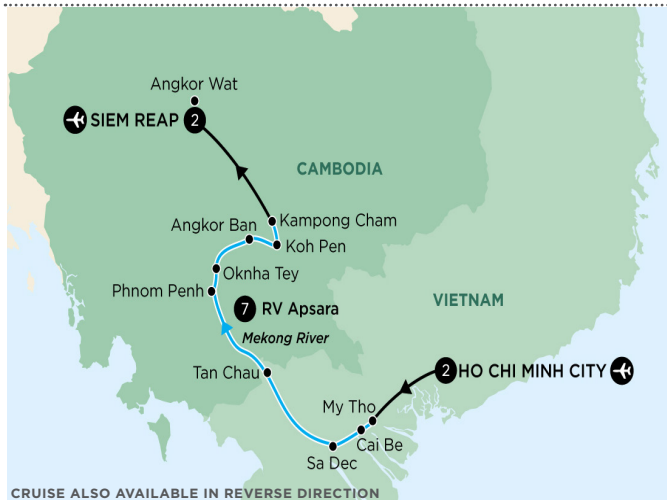 Angkor Wat
SIEM REAP 2
CAMBODIA
Kampong Cham
Angkor Ban
Koh Pen
Oknha Tey
Phnom Penh
7 RV Apsara
VIETNAM
Mekong River
Tan Chau
2 HO CHI MINH CITY
My Tho
Cai Be
Sa Dec
CRUISE ALSO AVAILABLE IN REVERSE DIRECTION